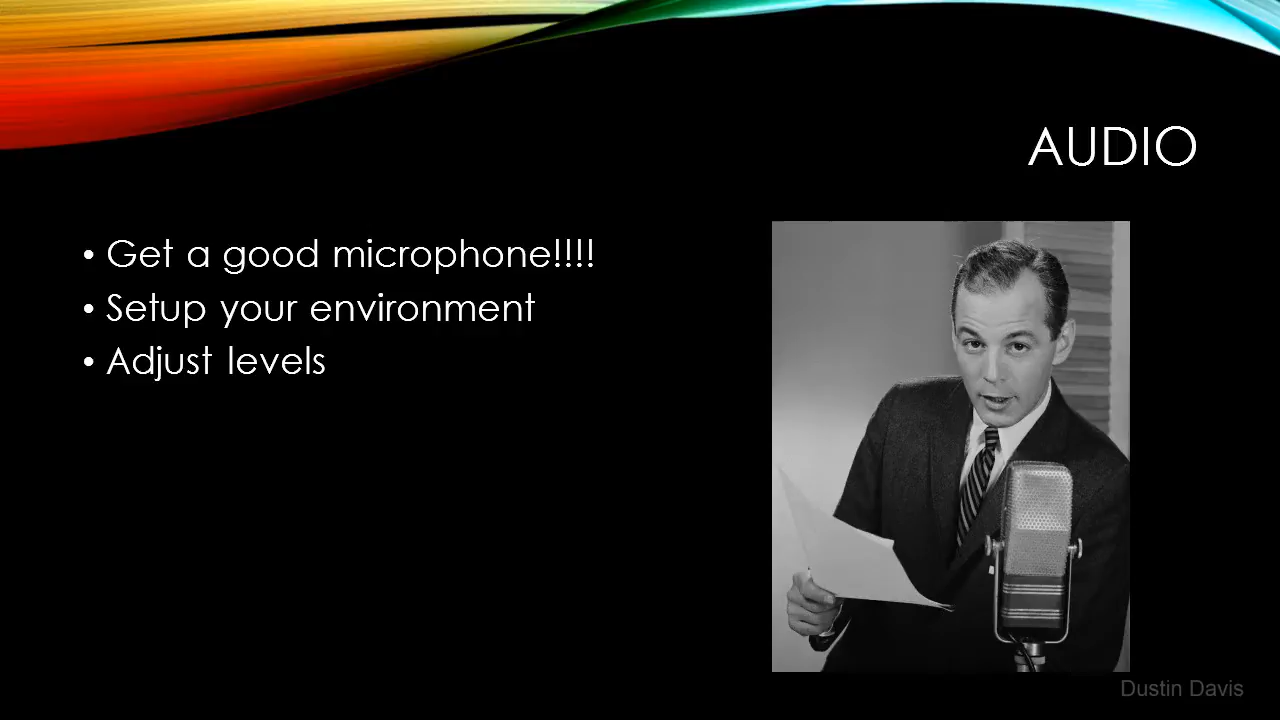 AUDIO
• Get a good microphone!!!!
• Setup your environment
• Adjust levels
Dustin Davis